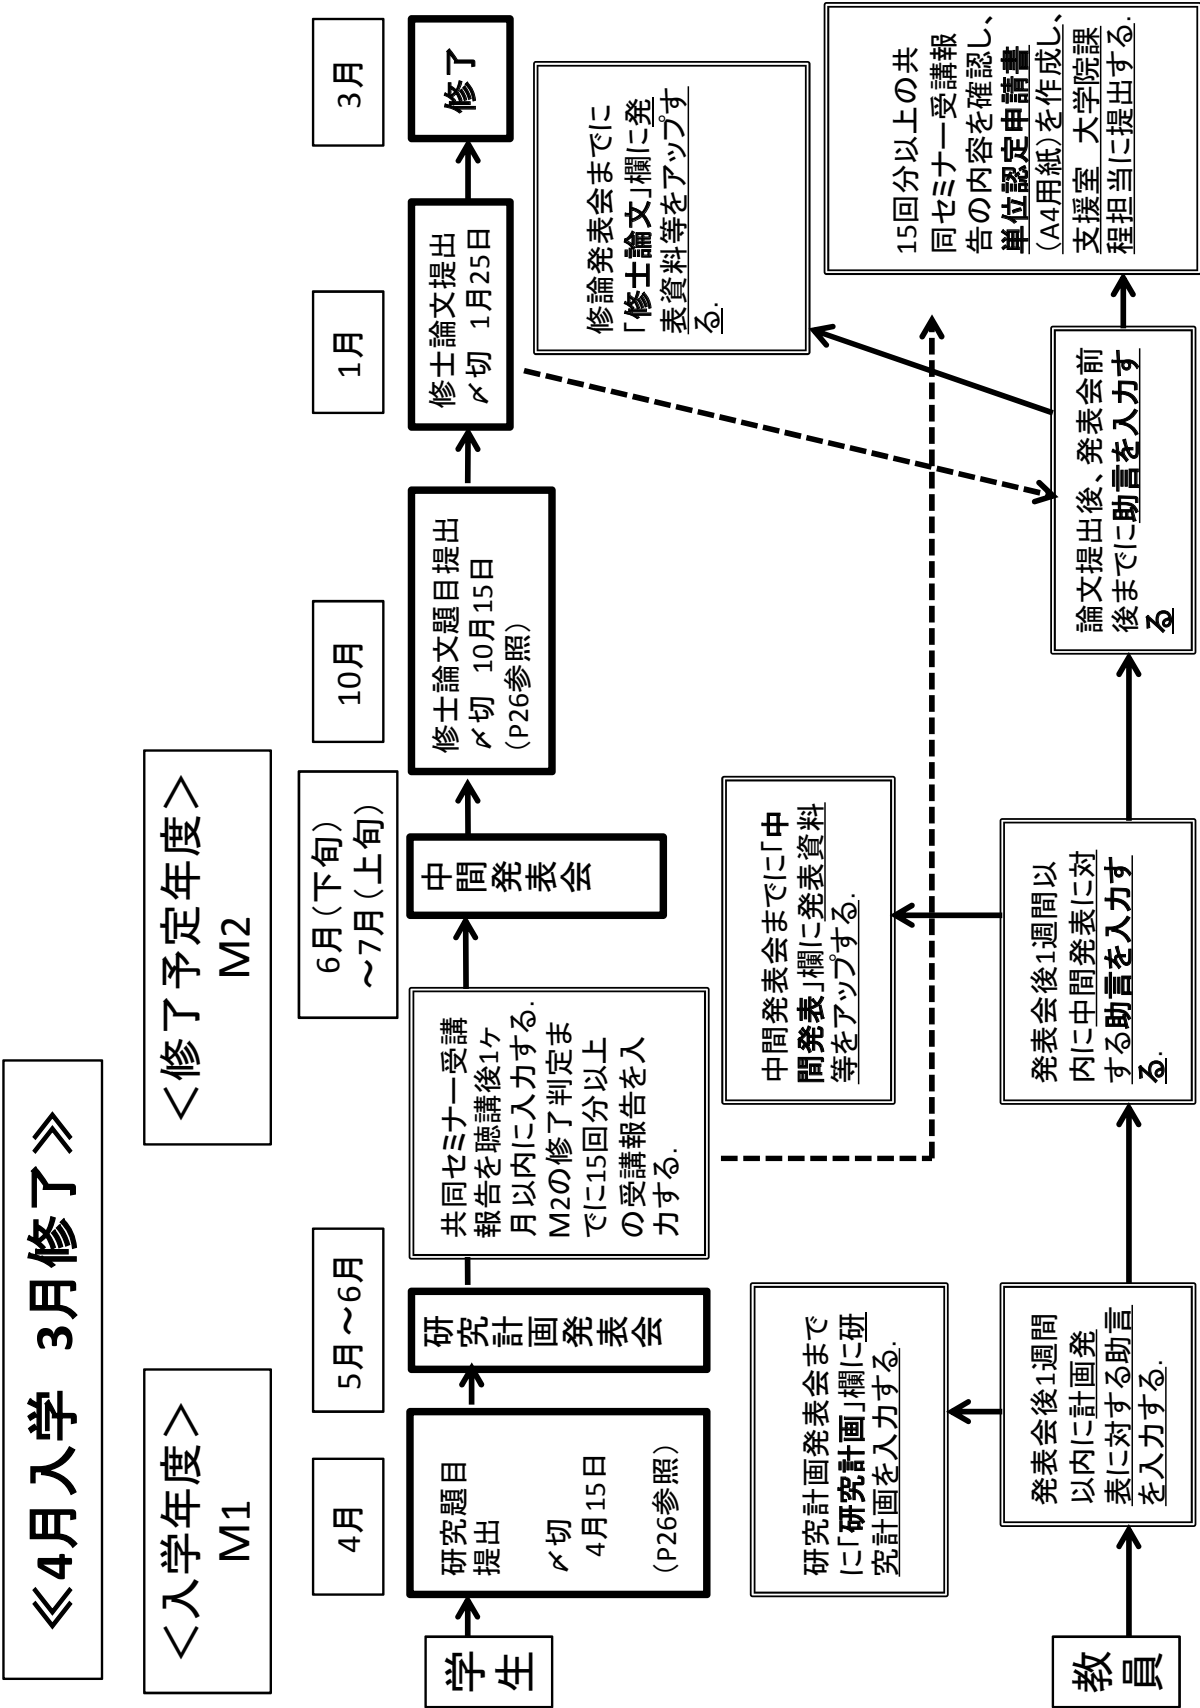 ≪4月入学 3月修了≫
＜入学年度＞
M1
＜修了予定年度＞
M2
4月
5月～6月
6月（下旬）
～7月（上旬）
10月
1月
3月
学
生
研究題目
提出
〆切
4月15日
（P26参照）
研究計画発表会
共同セミナー受講
報告を聴講後1ヶ
月以内に入力する.
M2の修了判定ま
でに15回分以上
の受講報告を入
力する.
中間発表会
修士論文題目提出
〆切 10月15日
（P26参照）
修士論文提出
〆切 1月25日
修了
研究計画発表会まで
に「研究計画」欄に研
究計画を入力する.
中間発表会までに「中
間発表」欄に発表資料
等をアップする.
修論発表会までに
「修士論文」欄に発
表資料等をアップす
る.
教
員
発表会後1週間
以内に計画発
表に対する助言
を入力する.
発表会後1週間以
内に中間発表に対
する助言を入力す
る.
論文提出後、発表会前
後までに助言を入力す
る
15回分以上の共
同セミナー受講報
告の内容を確認し、
単位認定申請書
（A4用紙）を作成し、
支援室 大学院課
程担当に提出する.